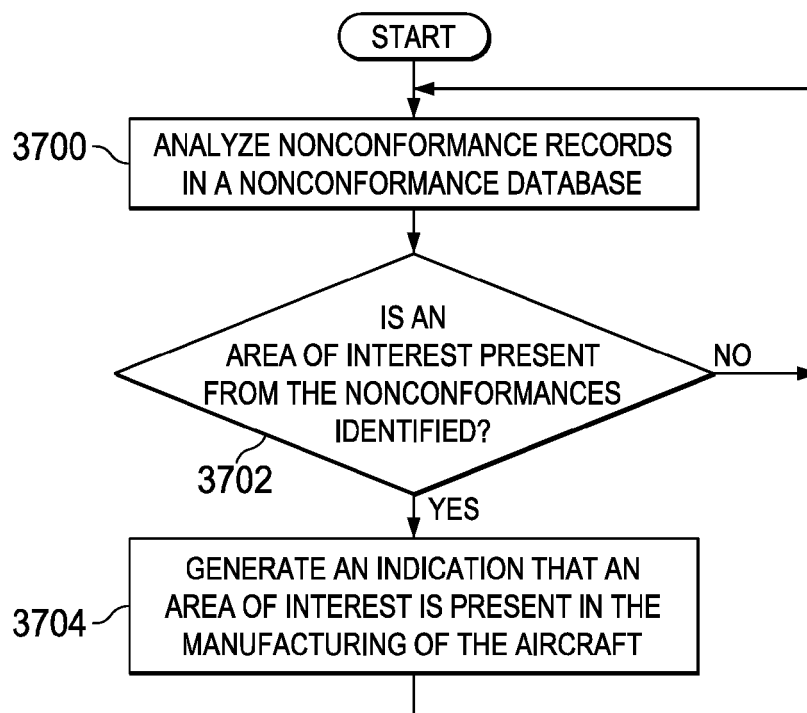 START
3700
ANALYZE NONCONFORMANCE RECORDS
IN A NONCONFORMANCE DATABASE
IS AN
AREA OF INTEREST PRESENT
FROM THE NONCONFORMANCES
IDENTIFIED?
NO
3702
YES
3704
GENERATE AN INDICATION THAT AN
AREA OF INTEREST IS PRESENT IN THE
MANUFACTURING OF THE AIRCRAFT